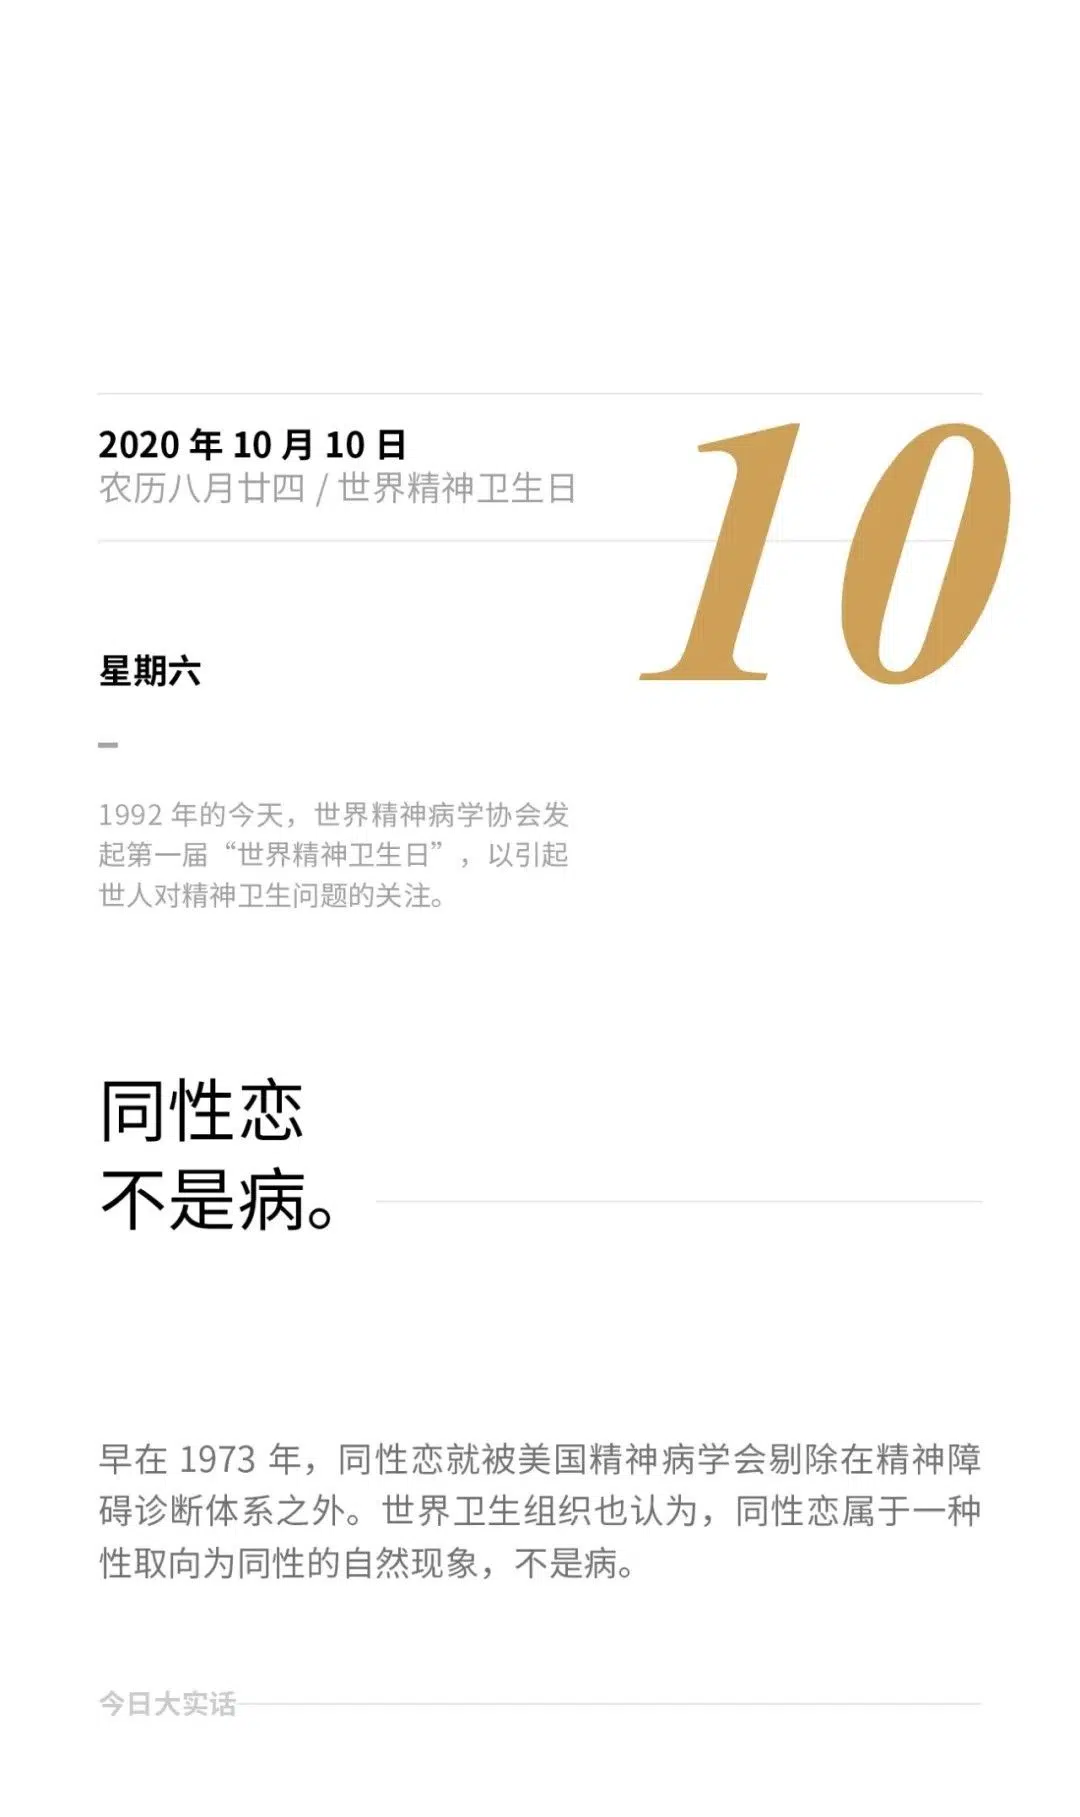 2020 年 10 月 10 日
农历八月廿四 / 世界精神卫生日
10
星期六
1992 年的今天，世界精神病学协会发
起第一届“世界精神卫生日”，以引起
世人对精神卫生问题的关注。
同性恋
不是病。
早在 1973 年，同性恋就被美国精神病学会剔除在精神障
碍诊断体系之外。世界卫生组织也认为，同性恋属于一种
性取向为同性的自然现象，不是病。
今日大实话